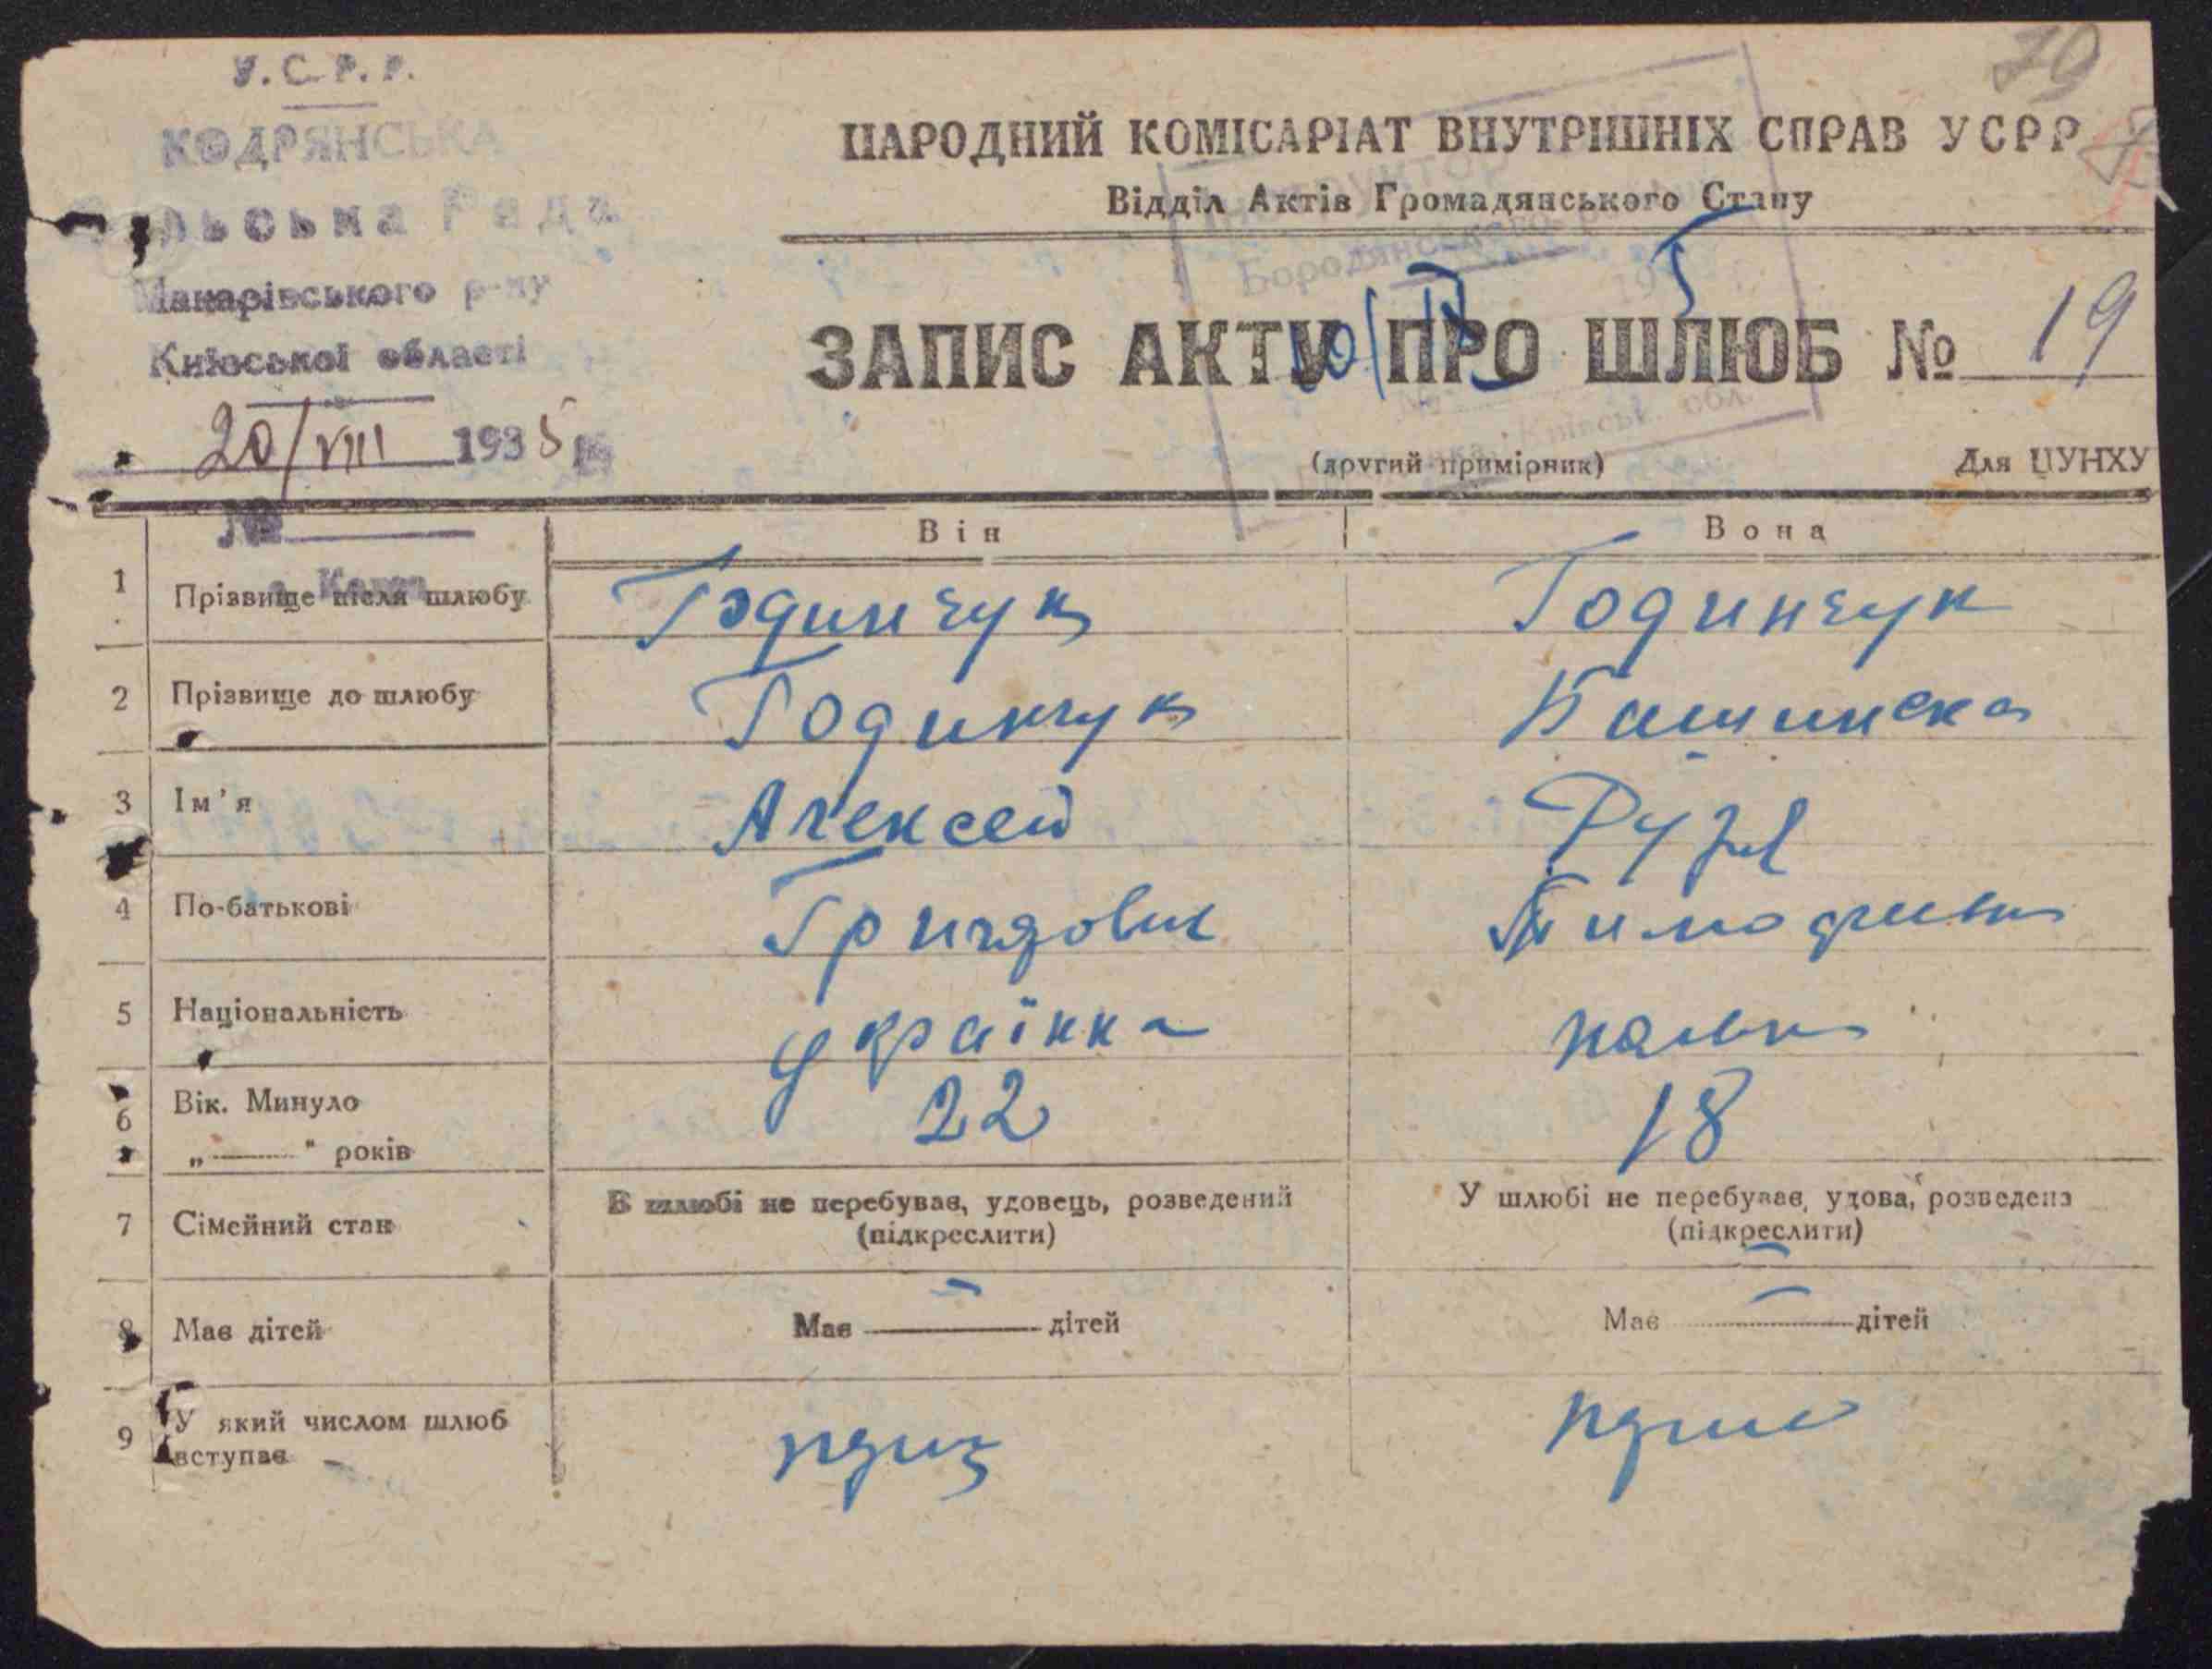 У.С.Р.Р.
КОДРЯНСЬКА
Сільська Рада
Макарівського р-ну
Київської області
20/VIII 1935
№
79
НАРОДНИЙ КОМІСАРІАТ ВНУТРІШНІХ СПРАВ УСРР
Відділ Актів Громадянського Стану
ЗАПИС АКТУ ПРО ШЛЮБ № 19
(другий примірник) Для ЦУНХУ
Він Вона
1 Прізвище після шлюбу Годинчук Годинчук
2 Прізвище до шлюбу Годинчук
3 Ім'я Алексей Рузя
4 По-батькові
5 Національність українка полька
6 Вік. Минуло 22 18
„ " років
7 Сімейний стан В шлюбі не перебував, удовець, розведений У шлюбі не перебував, удова, розведена
(підкреслити) (підкреслити)
8 Має дітей Має — дітей Має — дітей
9 У який числом шлюб
вступає